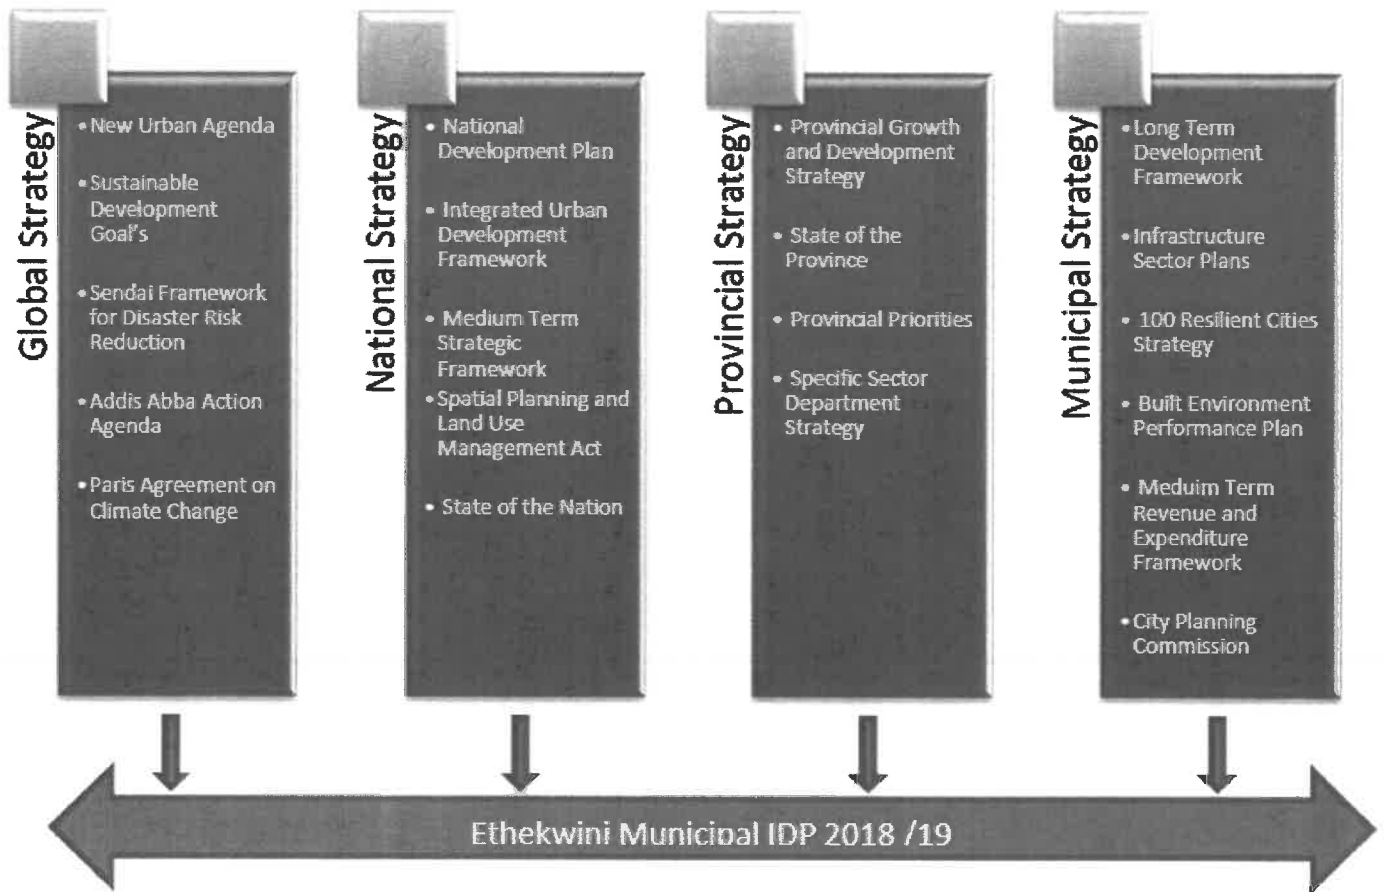 Global Strategy
• New Urban Agenda
• Sustainable
Development
Goal's
• Sendai Framework
for Disaster Risk
Reduction
• Addis Abba Action
Agenda
• Paris Agreement on
Climate Change
National Strategy
• National
Development Plan
• Integrated Urban
Development
Framework
• Medium Term
Strategic
Framework
• Spatial Planning and
Land Use
Management Act
• State of the Nation
Provincial Strategy
• Provincial Growth
and Development
Strategy
• State of the
Province
• Provincial Priorities
• Specific Sector
Department
Strategy
Municipal Strategy
• Long Term
Development
Framework
• Infrastructure
Sector Plans
• 100 Resilient Cities
Strategy
• Built Environment
Performance Plan
• Meduim Term
Revenue and
Expenditure
Framework
• City Planning
Commission
Ethekwini Municipal IDP 2018 /19